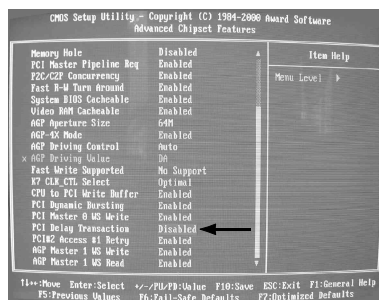 CMOS Setup Utility - Copyright (C) 1984-2000 Award Software
Advanced Chipset Features
Memory Hole Disabled
PCI Master Pipeline Req Enabled
P2C/C2P Concurrency Enabled
Fast R-W Turn Around Enabled
System BIOS Cacheable Enabled
Video RAM Cacheable Enabled
AGP Aperture Size 64M
AGP-4X Mode Enabled
AGP Driving Control Auto
x AGP Driving Value DA
Fast Write Supported No Support
K7 CLK_CTL Select Optimal
CPU to PCI Write Buffer Enabled
PCI Dynamic Bursting Enabled
PCI Master 0 WS Write Enabled
PCI Delay Transaction Disabled
PCI#2 Access #1 Retry Enabled
AGP Master 1 WS Write Enabled
AGP Master 1 WS Read Enabled
Item Help
Menu Level
↑↓→←:Move Enter:Select +/-/PU/PD:Value F10:Save ESC:Exit F1:General Help
F5:Previous Values F6:Fail-Safe Defaults F7:Optimized Defaults